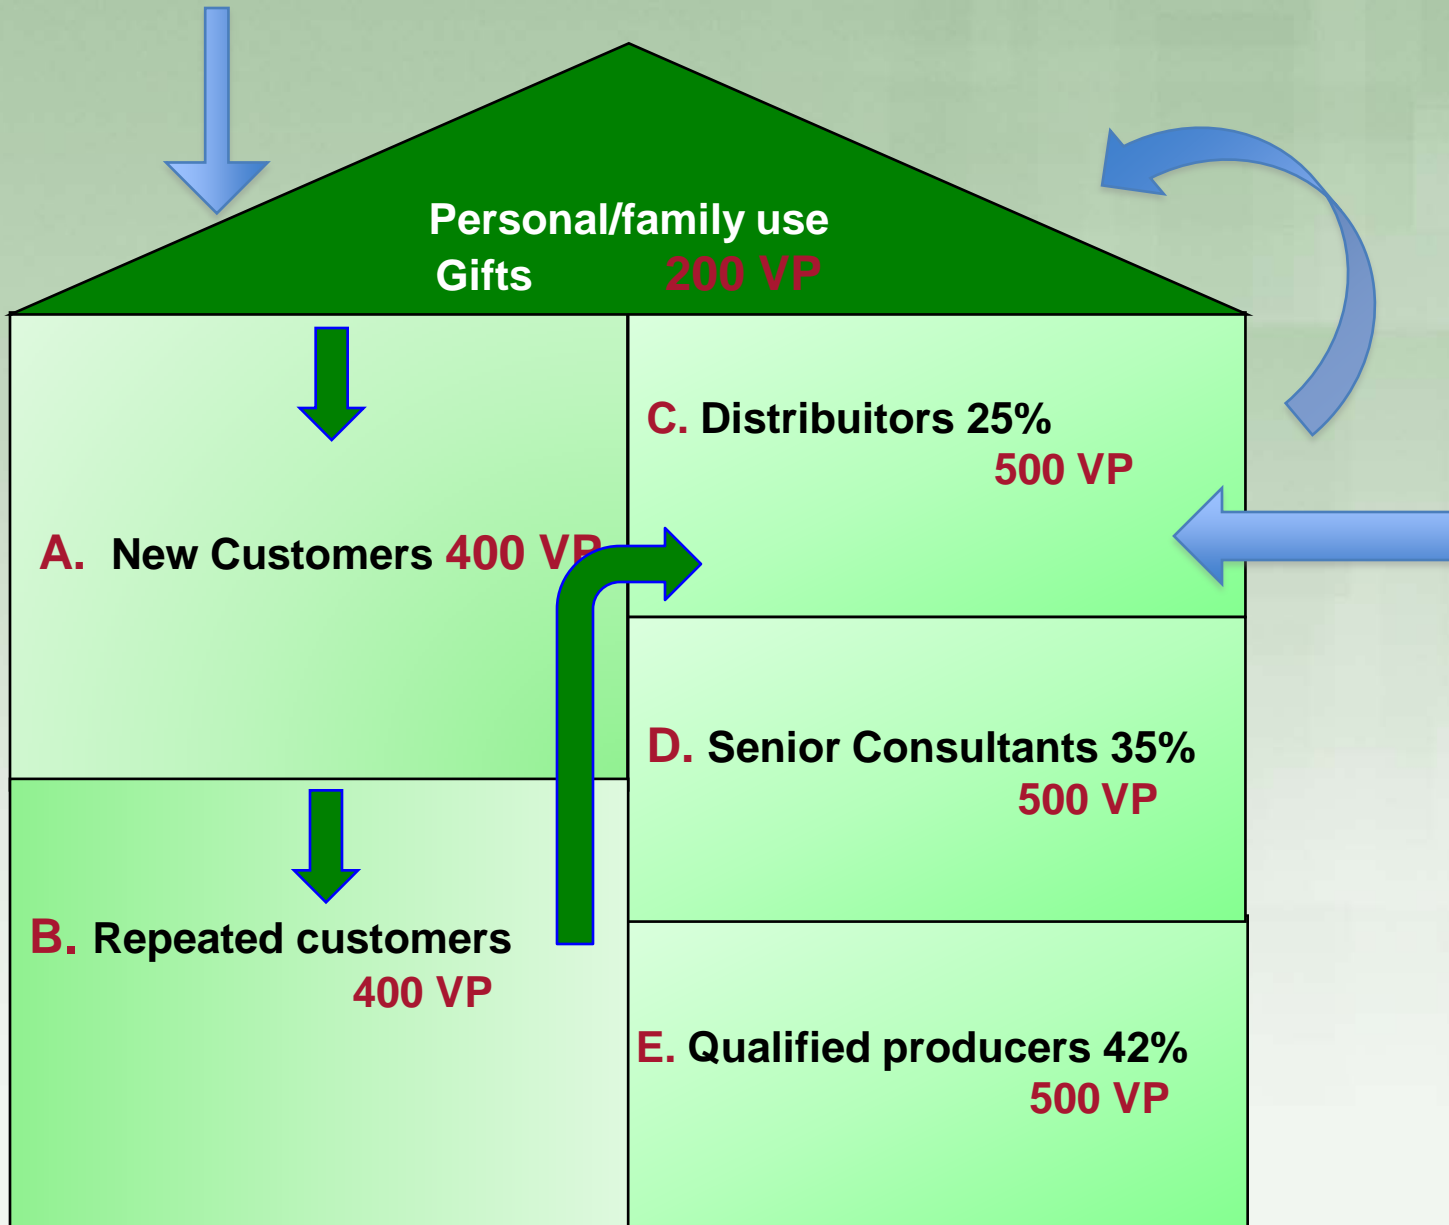 Personal/family use
Gifts 200 VP
A. New Customers 400 VP
B. Repeated customers
400 VP
C. Distribuitors 25%
500 VP
D. Senior Consultants 35%
500 VP
E. Qualified producers 42%
500 VP